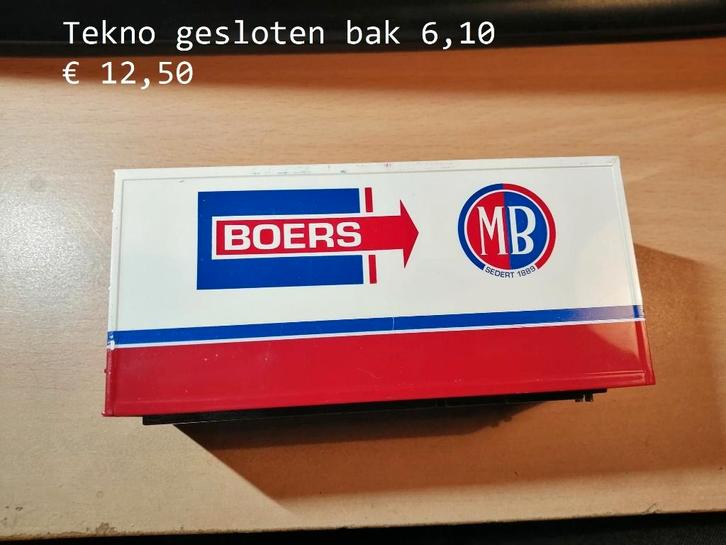 Tekno gesloten bak 6,10
€ 12,50
BOERS
MB
SEDERT 1889